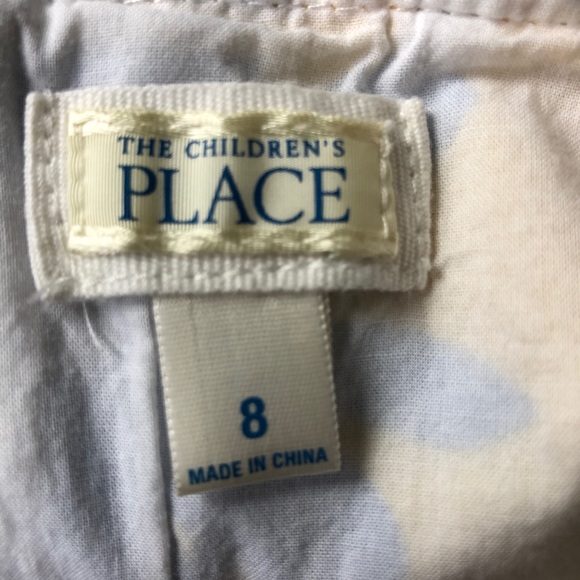 THE CHILDREN'S
PLACE
8
MADE IN CHINA